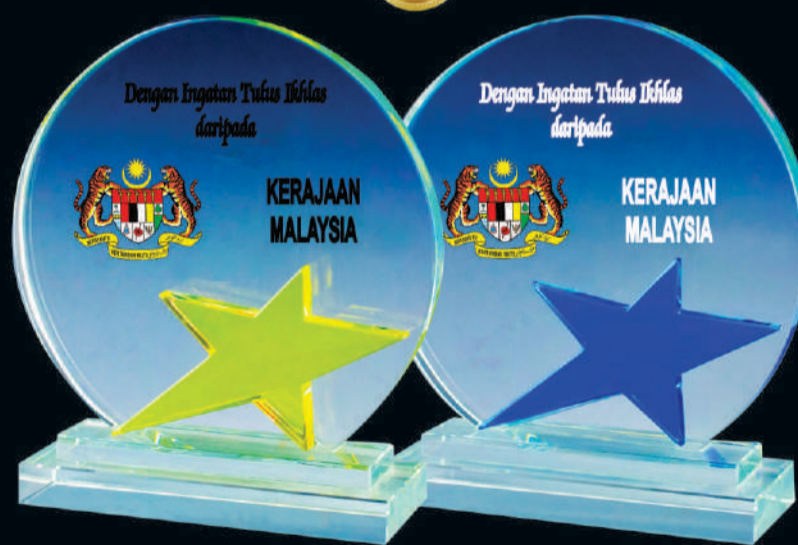 Dengan Ingatan Tulus Ikhlas
daripada
KERAJAAN
MALAYSIA
Dengan Ingatan Tulus Ikhlas
daripada
KERAJAAN
MALAYSIA